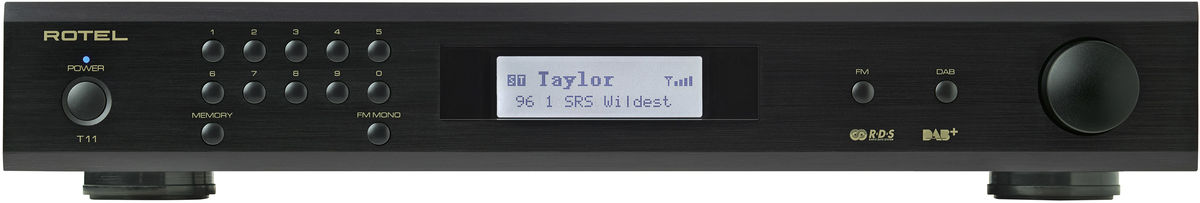 ROTEL
POWER
T11
1 2 3 4 5
6 7 8 9 0
MEMORY FM MONO
ST Taylor
96 1 SRS Wildest
FM DAB
R·D·S
DAB+